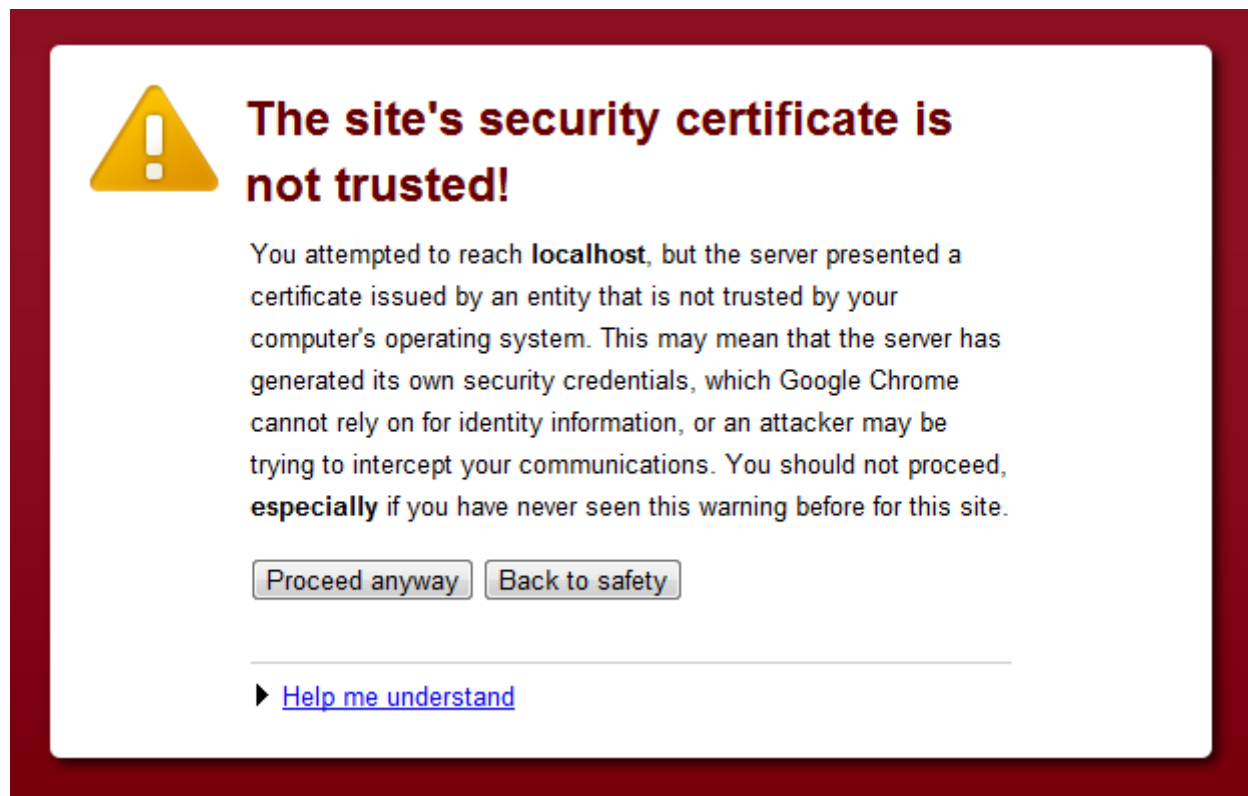 The site's security certificate is
not trusted!
You attempted to reach localhost, but the server presented a
certificate issued by an entity that is not trusted by your
computer's operating system. This may mean that the server has
generated its own security credentials, which Google Chrome
cannot rely on for identity information, or an attacker may be
trying to intercept your communications. You should not proceed,
especially if you have never seen this warning before for this site.
Proceed anyway Back to safety
Help me understand